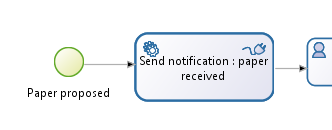 Send notification : paper
received
Paper proposed